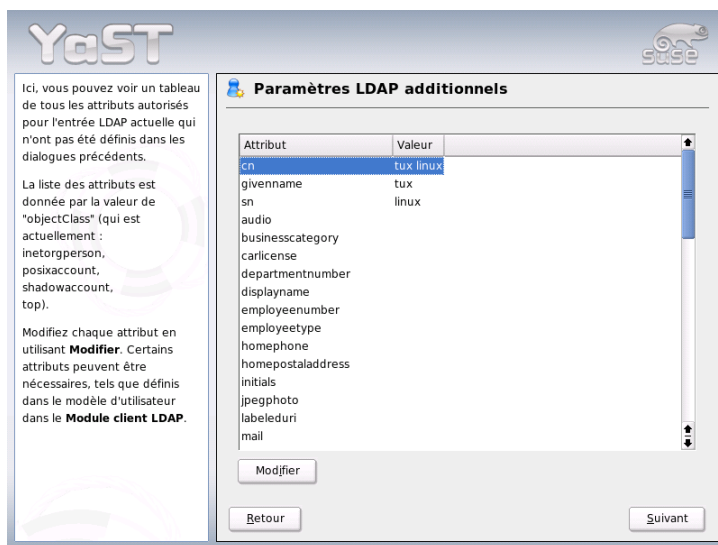 YaST
SUSE
Ici, vous pouvez voir un tableau
de tous les attributs autorisés
pour l'entrée LDAP actuelle qui
n'ont pas été définis dans les
dialogues précédents.
La liste des attributs est
donnée par la valeur de
"objectClass" (qui est
actuellement :
inetorgperson,
posixaccount,
shadowaccount,
top).
Modifiez chaque attribut en
utilisant Modifier. Certains
attributs peuvent être
nécessaires, tels que définis
dans le modèle d'utilisateur
dans le Module client LDAP.
Paramètres LDAP additionnels
Attribut Valeur
cn tux linux
givenname tux
sn linux
audio
businesscategory
carlicense
departmentnumber
displayname
employeenumber
employeetype
homephone
homepostaladdress
initials
jpegphoto
labeleduri
mail
Modifier
Retour Suivant